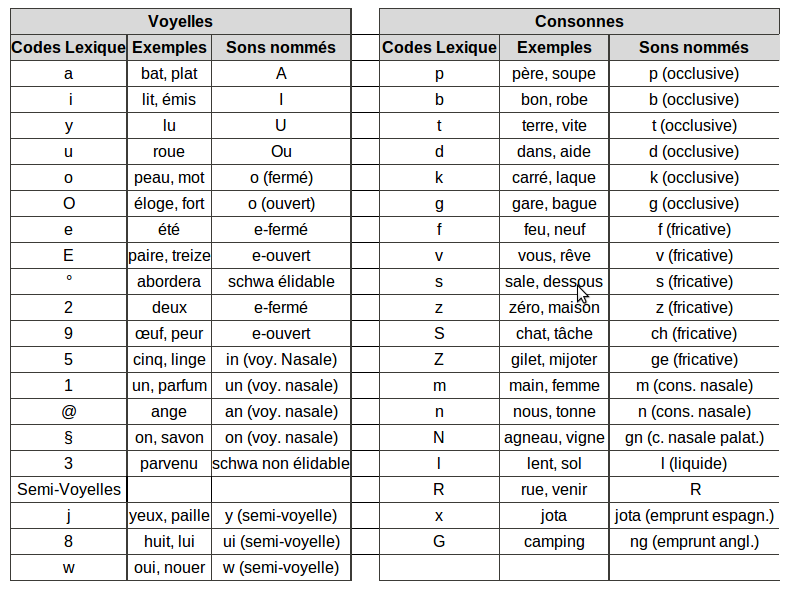 Voyelles Consonnes
Codes Lexique Exemples Sons nommés Codes Lexique Exemples Sons nommés
a bat, plat A p père, soupe p (occlusive)
i lit, émis I b bon, robe b (occlusive)
y lu U t terre, vite t (occlusive)
u roue Ou d dans, aide d (occlusive)
o peau, mot o (fermé) k carré, laque k (occlusive)
O éloge, fort o (ouvert) g gare, bague g (occlusive)
e été e-fermé f feu, neuf f (fricative)
E paire, treize e-ouvert v vous, rêve v (fricative)
° abordera schwa élidable s sale, dessous s (fricative)
2 deux e-fermé z zéro, maison z (fricative)
9 œuf, peur e-ouvert S chat, tâche ch (fricative)
5 cinq, linge in (voy. Nasale) Z gilet, mijoter ge (fricative)
1 un, parfum un (voy. nasale) m main, femme m (cons. nasale)
@ ange an (voy. nasale) n nous, tonne n (cons. nasale)
§ on, savon on (voy. nasale) N agneau, vigne gn (c. nasale palat.)
3 parvenu schwa non élidable l lent, sol l (liquide)
Semi-Voyelles R rue, venir R
j yeux, paille y (semi-voyelle) x jota jota (emprunt espagn.)
8 huit, lui ui (semi-voyelle) G camping ng (emprunt angl.)
w oui, nouer w (semi-voyelle)